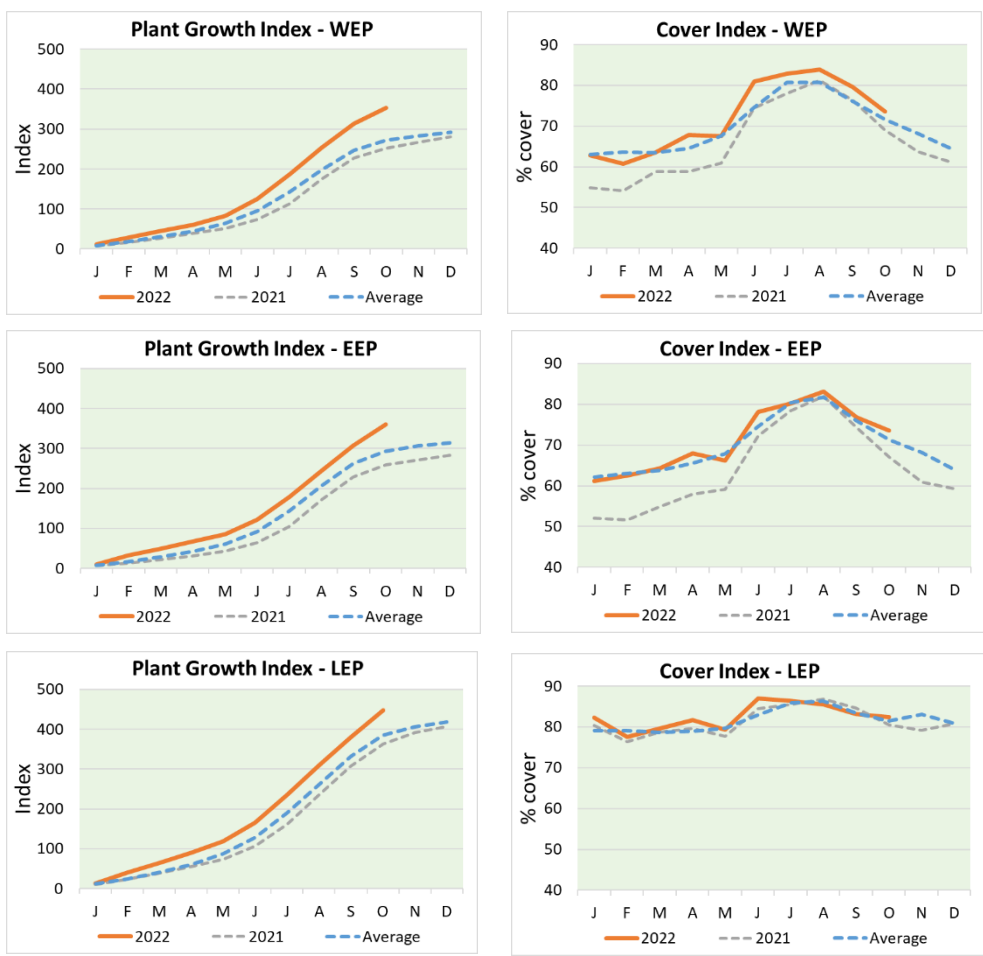 Plant Growth Index - WEP
500
400
300
200
100
0
Index
J F M A M J J A S O N D
2022 2021 Average
Cover Index - WEP
90
80
70
60
50
40
% cover
J F M A M J J A S O N D
2022 2021 Average
Plant Growth Index - EEP
500
400
300
200
100
0
Index
J F M A M J J A S O N D
2022 2021 Average
Cover Index - EEP
90
80
70
60
50
40
% cover
J F M A M J J A S O N D
2022 2021 Average
Plant Growth Index - LEP
500
400
300
200
100
0
Index
J F M A M J J A S O N D
2022 2021 Average
Cover Index - LEP
90
80
70
60
50
40
% cover
J F M A M J J A S O N D
2022 2021 Average